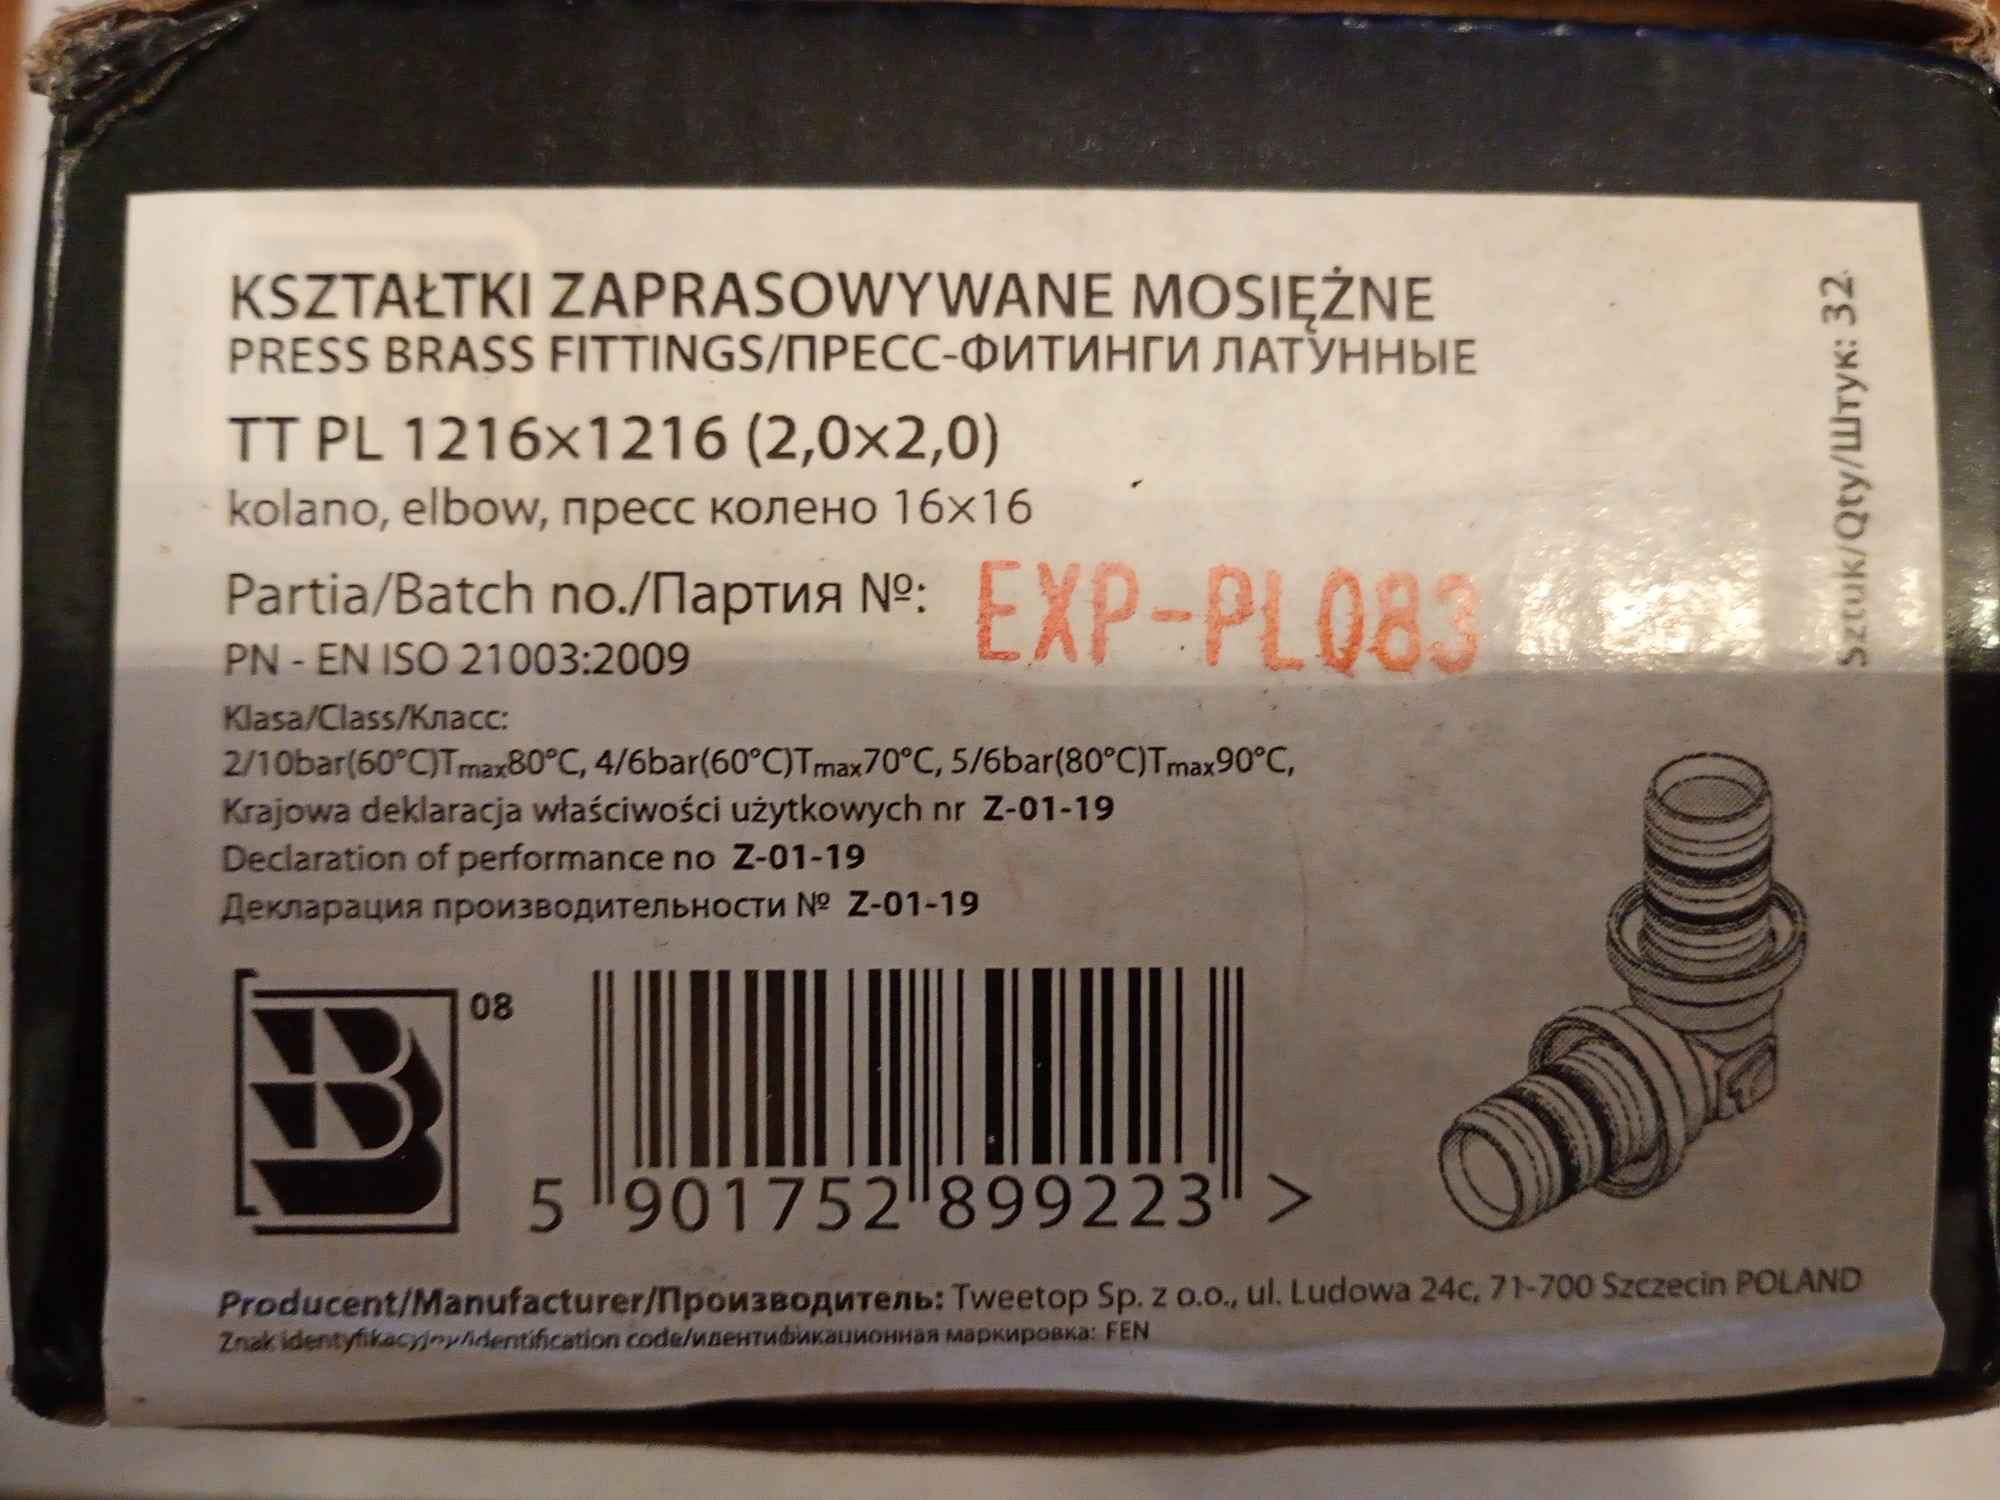 KSZTAŁTKI ZAPRASOWYWANE MOSIĘŻNE
PRESS BRASS FITTINGS/ПРЕСС-ФИТИНГИ ЛАТУННЫЕ
TT PL 1216×1216 (2,0×2,0)
kolano, elbow, пресс колено 16×16
Partia/Batch no./Партия №: EXP-PL083
PN - EN ISO 21003:2009
Klasa/Class/Класс:
2/10bar(60°C)Tmax80°C, 4/6bar(60°C)Tmax70°C, 5/6bar(80°C)Tmax90°C,
Krajowa deklaracja właściwości użytkowych nr Z-01-19
Declaration of performance no Z-01-19
Декларация производительности № Z-01-19
08
5 901752 899223 >
Producent/Manufacturer/Производитель: Tweetop Sp. z o.o., ul. Ludowa 24c, 71-700 Szczecin POLAND
Znak identyfikacyjny/identification code/идентификационная маркировка: FEN
Sztuk/Qty/Штук: 32